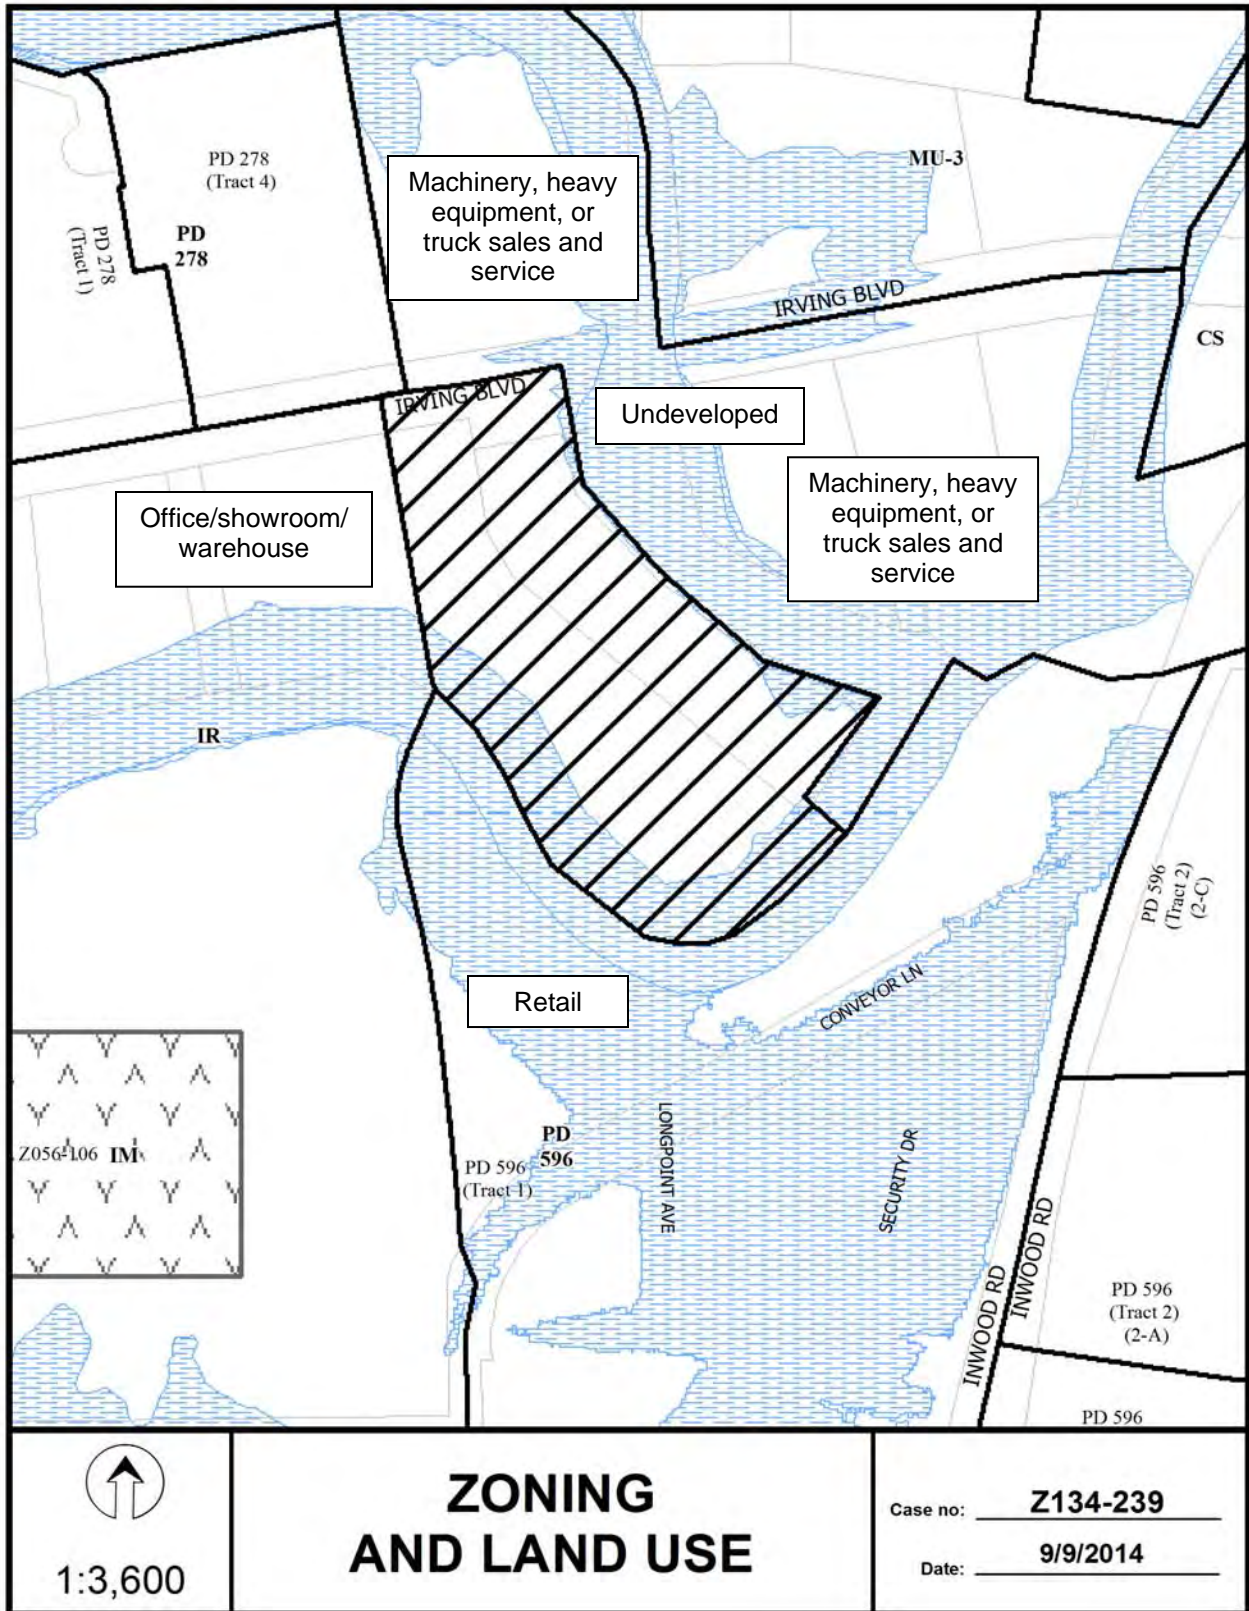 PD 278
(Tract 4)
PD 278
(Tract 1)
PD
278
Machinery, heavy
equipment, or
truck sales and
service
MU-3
IRVING BLVD
CS
IRVING BLVD
Undeveloped
Office/showroom/
warehouse
Machinery, heavy
equipment, or
truck sales and
service
IR
PD 596
(Tract 2)
(2-C)
Retail
CONVEYOR LN
LONGPOINT AVE
SECURITY DR
Z056-106 IM
PD
596
PD 596
(Tract 1)
INWOOD RD
INWOOD RD
PD 596
(Tract 2)
(2-A)
PD 596
1:3,600
ZONING
AND LAND USE
Case no: Z134-239
Date: 9/9/2014